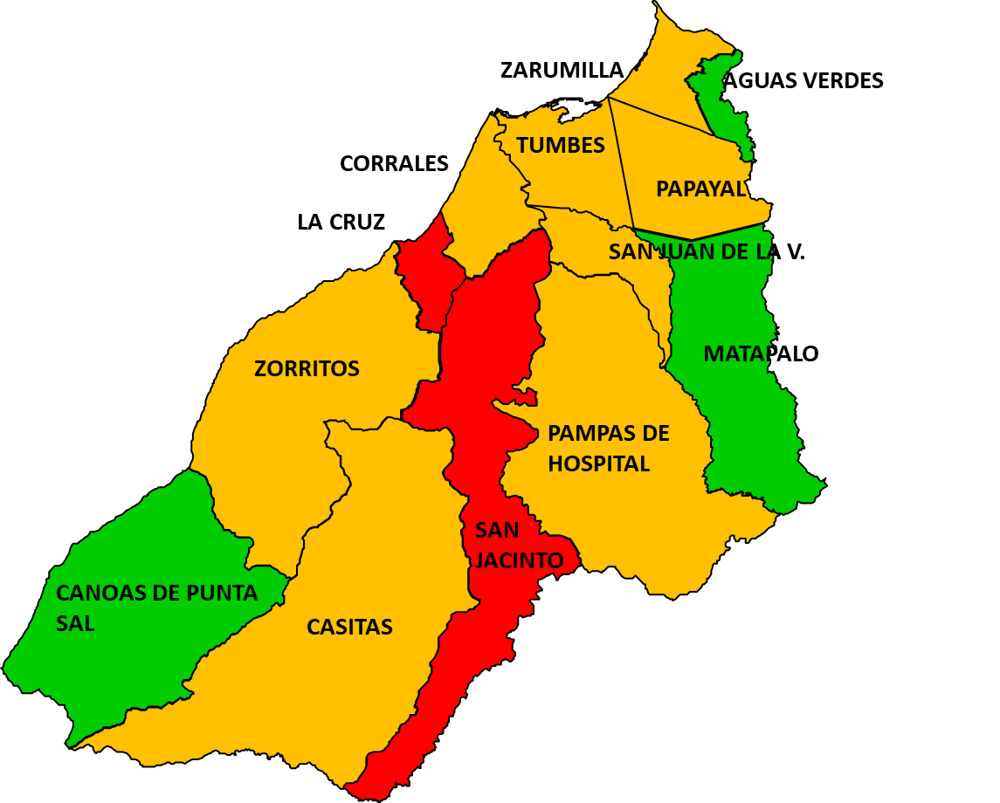 ZARUMILLA
AGUAS VERDES
TUMBES
CORRALES
PAPAYAL
LA CRUZ
SAN JUAN DE LA V.
MATAPALO
ZORRITOS
PAMPAS DE
HOSPITAL
SAN
JACINTO
CANOAS DE PUNTA
SAL
CASITAS